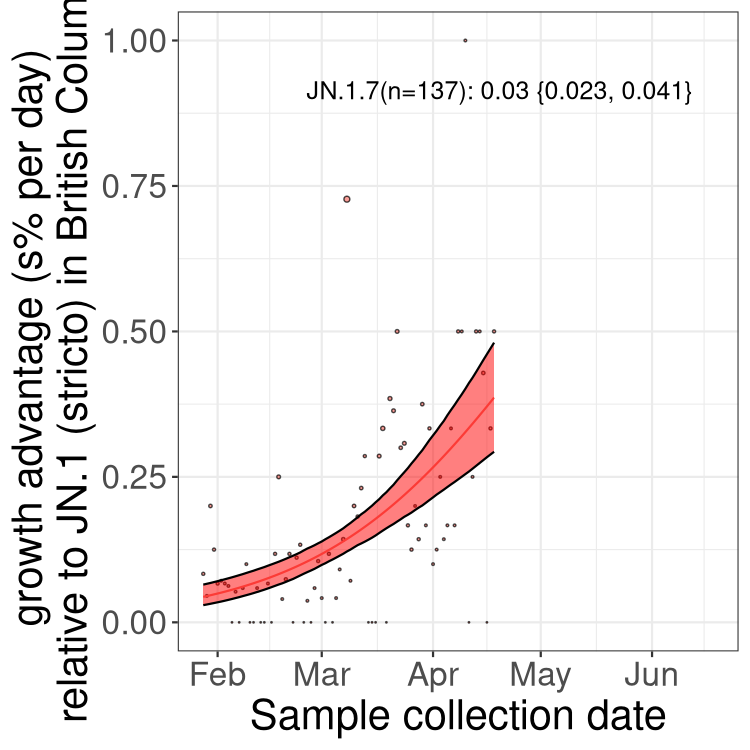 growth advantage (s% per day)
relative to JN.1 (stricto) in British Colum
1.00
0.75
0.50
0.25
0.00
JN.1.7(n=137): 0.03 {0.023, 0.041}
Feb Mar Apr May Jun
Sample collection date